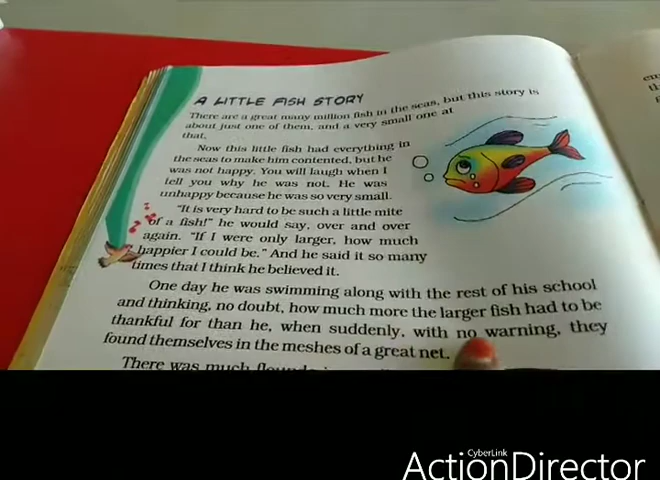 A LITTLE FISH STORY
There are a great many million fish in the seas, but this story is
about just one of them, and a very small one at
that.
Now this little fish had everything in
the seas to make him contented, but he
was not happy. You will laugh when I
tell you why he was not. He was
unhappy because he was so very small.
"It is very hard to be such a little mite
of a fish!" he would say, over and over
again. "If I were only larger, how much
happier I could be." And he said it so many
times that I think he believed it.
One day he was swimming along with the rest of his school
and thinking, no doubt, how much more the larger fish had to be
thankful for than he, when suddenly, with no warning, they
found themselves in the meshes of a great net.
There was much
CyberLink
ActionDirector